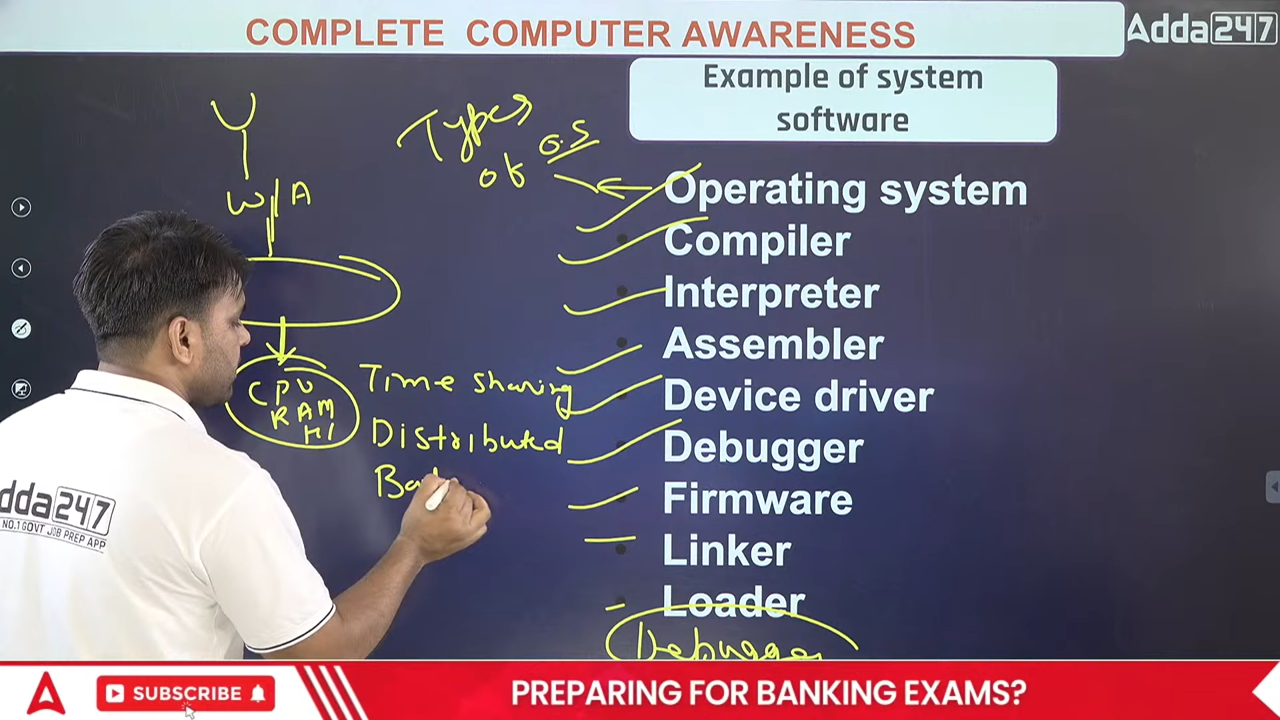 COMPLETE COMPUTER AWARENESS
Adda247
Example of system
software
Types
of O.S
Y
W/A
CPU
RAM
Time sharing
Distributed
Operating system
Compiler
Interpreter
Assembler
Device driver
Debugger
Firmware
Linker
Loader
Debugger
dda247
NO.1 GOVT JOB PREP APP
SUBSCRIBE
PREPARING FOR BANKING EXAMS?